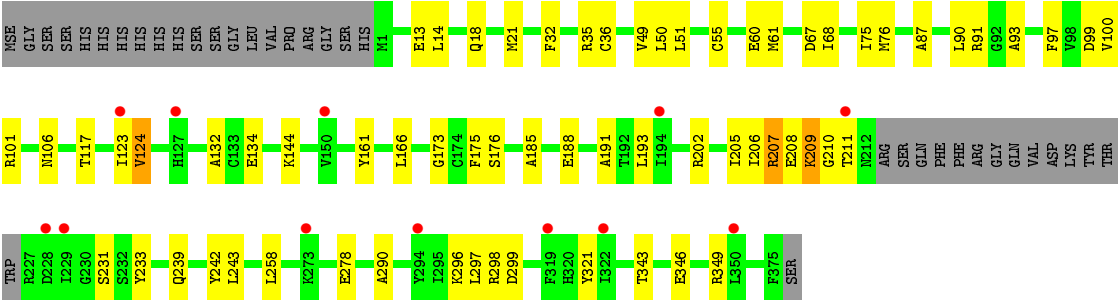 MSE GLY SER SER HIS HIS HIS HIS HIS HIS SER SER GLY LEU VAL PRO ARG GLY SER HIS M1 E13 L14 Q18 M21 F32 R35 C36 V49 L50 L51 C55 E60 M61 D67 I68 I75 M76 A87 L90 R91 G92 A93 F97 V98 D99 V100
R101 N106 T117 I123 V124 H127 A132 C133 E134 K144 V150 Y161 L166 G173 G174 F175 S176 A185 E188 A191 T192 L193 I194 R202 I205 I206 R207 E208 K209 G210 T211 N212 ARG SER GLN PHE PHE ARG GLY GLN VAL ASP LYS TYR THR
TRP R227 D228 I229 G230 S231 S232 Y233 Q239 Y242 L243 L258 K273 E278 A290 Y294 I295 K296 L297 R298 D299 F319 H320 Y321 I322 T343 E346 R349 L350 F375 SER